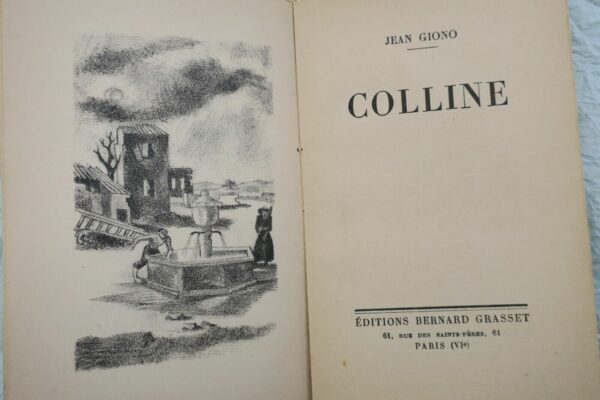 JEAN GIONO
COLLINE
ÉDITIONS BERNARD GRASSET
61, RUE DES SAINTS-PÈRES, 61
PARIS (VIᵉ)